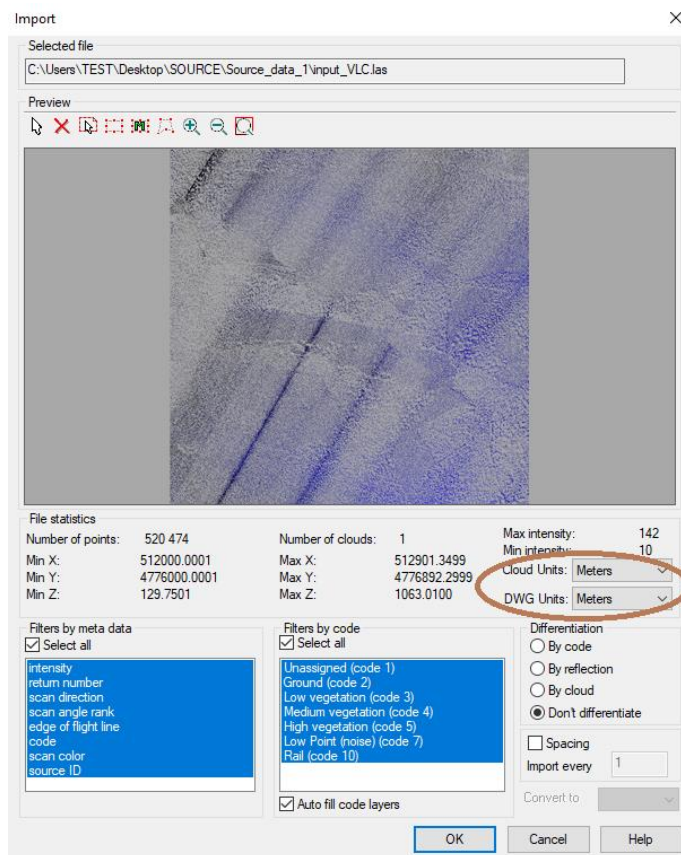 Import
Selected file
C:\Users\TEST\Desktop\SOURCE\Source_data_1\input_VLC.las
Preview
File statistics
Number of points: 520 474
Number of clouds: 1
Max intensity: 142
Min intensity: 10
Min X: 512000.0001
Max X: 512901.3499
Cloud Units: Meters
Min Y: 4776000.0001
Max Y: 4776892.2999
Min Z: 129.7501
Max Z: 1063.0100
DWG Units: Meters
Filters by meta data
Select all
intensity
return number
scan direction
scan angle rank
edge of flight line
code
scan color
source ID
Filters by code
Select all
Unassigned (code 1)
Ground (code 2)
Low vegetation (code 3)
Medium vegetation (code 4)
High vegetation (code 5)
Low Point (noise) (code 7)
Rail (code 10)
Auto fill code layers
Differentiation
By code
By reflection
By cloud
Don't differentiate
Spacing
Import every 1
Convert to
OK
Cancel
Help